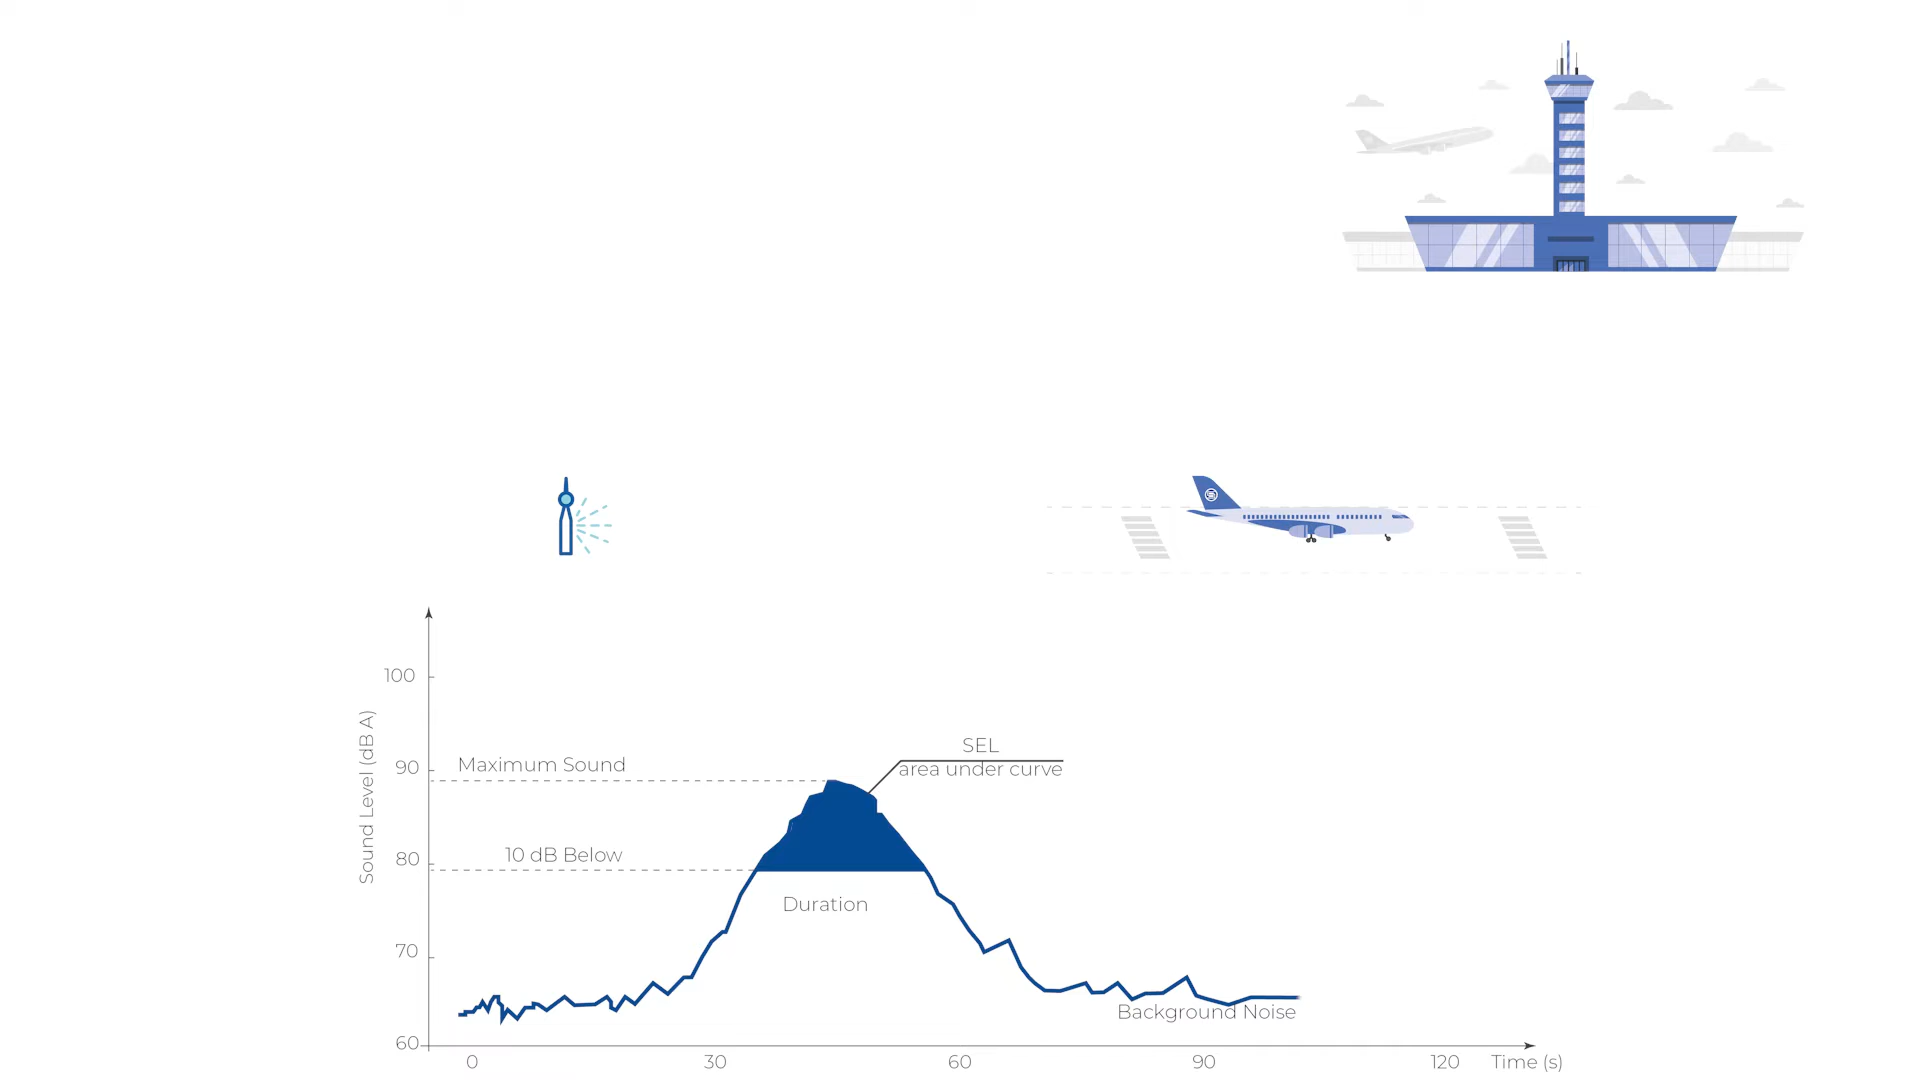 100
90
80
70
60
Sound Level (dB A)
Maximum Sound
10 dB Below
SEL
area under curve
Duration
Background Noise
0
30
60
90
120
Time (s)